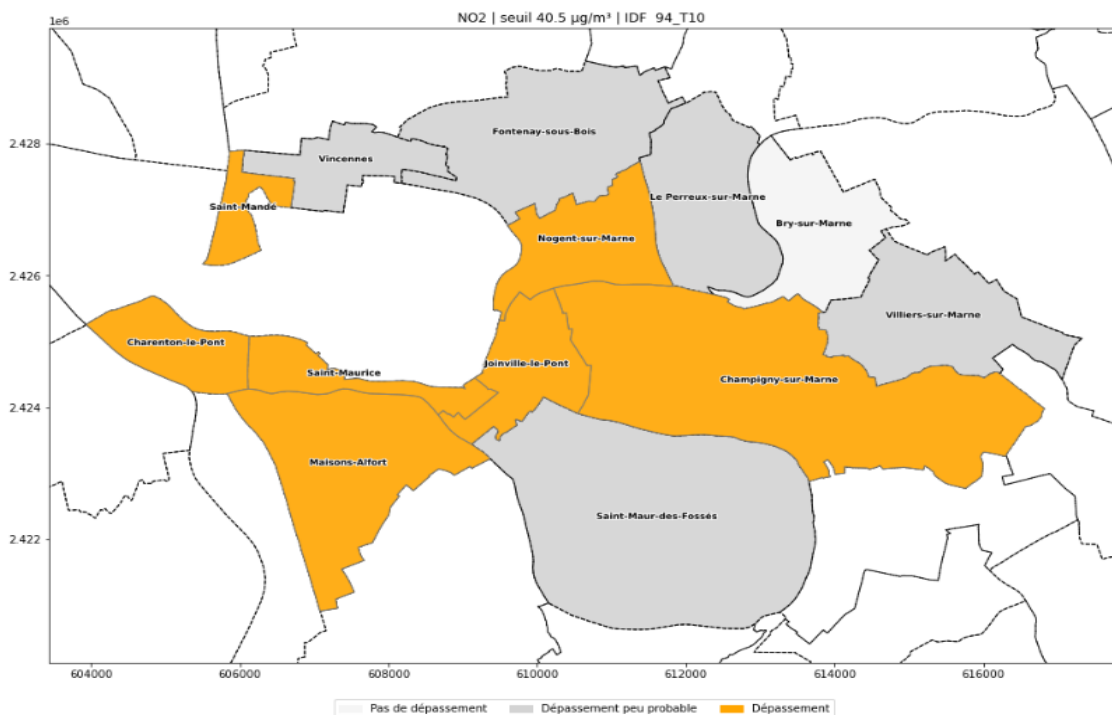 NO2 | seuil 40.5 µg/m³ | IDF 94_T10
1e6
2.428
2.426
2.424
2.422
Fontenay-sous-Bois
Vincennes
Le Perreux-sur-Marne
Saint-Mandé
Bry-sur-Marne
Nogent-sur-Marne
Villiers-sur-Marne
Charenton-le-Pont
Joinville-le-Pont
Saint-Maurice
Champigny-sur-Marne
Maisons-Alfort
Saint-Maur-des-Fossés
604000 606000 608000 610000 612000 614000 616000
Pas de dépassement Dépassement peu probable Dépassement